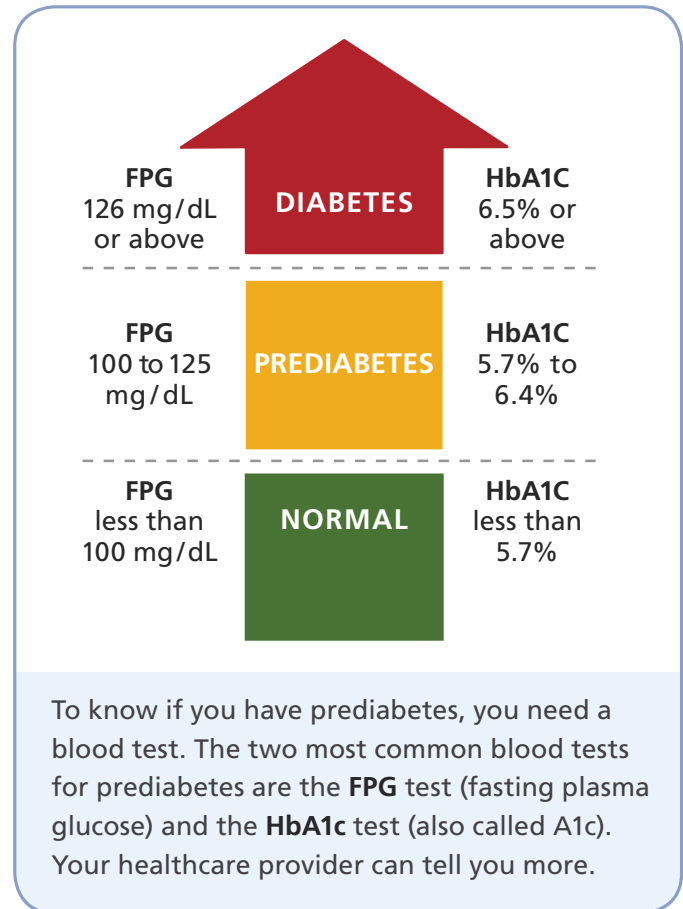 FPG
126 mg/dL
or above
DIABETES
HbA1C
6.5% or
above
FPG
100 to 125
mg/dL
PREDIABETES
HbA1C
5.7% to
6.4%
FPG
less than
100 mg/dL
NORMAL
HbA1C
less than
5.7%
To know if you have prediabetes, you need a
blood test. The two most common blood tests
for prediabetes are the FPG test (fasting plasma
glucose) and the HbA1c test (also called A1c).
Your healthcare provider can tell you more.